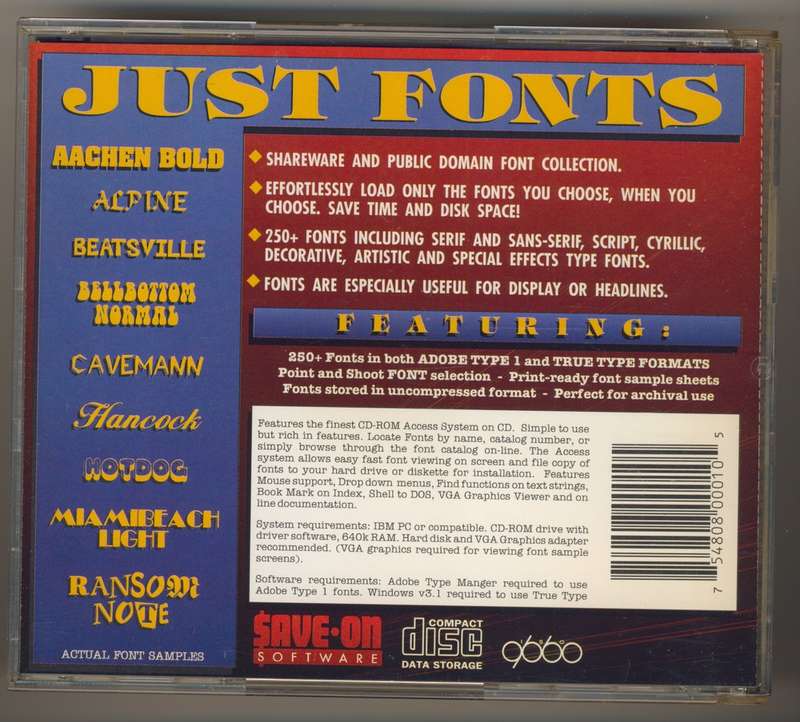 JUST FONTS
AACHEN BOLD
ALPINE
BEATSVILLE
BELLBOTTOM
NORMAL
CAVEMANN
Hancock
HOTDOG
MIAMIBEACH
LIGHT
RANSOM
NOTE
ACTUAL FONT SAMPLES
SHAREWARE AND PUBLIC DOMAIN FONT COLLECTION.
EFFORTLESSLY LOAD ONLY THE FONTS YOU CHOOSE, WHEN YOU
CHOOSE. SAVE TIME AND DISK SPACE!
250+ FONTS INCLUDING SERIF AND SANS-SERIF, SCRIPT, CYRILLIC,
DECORATIVE, ARTISTIC AND SPECIAL EFFECTS TYPE FONTS.
FONTS ARE ESPECIALLY USEFUL FOR DISPLAY OR HEADLINES.
FEATURING:
250+ Fonts in both ADOBE TYPE 1 and TRUE TYPE FORMATS
Point and Shoot FONT selection - Print-ready font sample sheets
Fonts stored in uncompressed format - Perfect for archival use
Features the finest CD-ROM Access System on CD. Simple to use
but rich in features. Locate Fonts by name, catalog number, or
simply browse through the font catalog on-line. The Access
system allows easy fast font viewing on screen and file copy of
fonts to your hard drive or diskette for installation. Features
Mouse support, Drop down menus, Find functions on text strings,
Book Mark on Index, Shell to DOS, VGA Graphics Viewer and on
line documentation.
System requirements: IBM PC or compatible. CD-ROM drive with
driver software, 640k RAM. Hard disk and VGA Graphics adapter
recommended. (VGA graphics required for viewing font sample
screens).
Software requirements: Adobe Type Manger required to use
Adobe Type 1 fonts. Windows v3.1 required to use True Type
7 54808 00010 5
$AVE•ON
SOFTWARE
COMPACT
disc
DATA STORAGE
9660